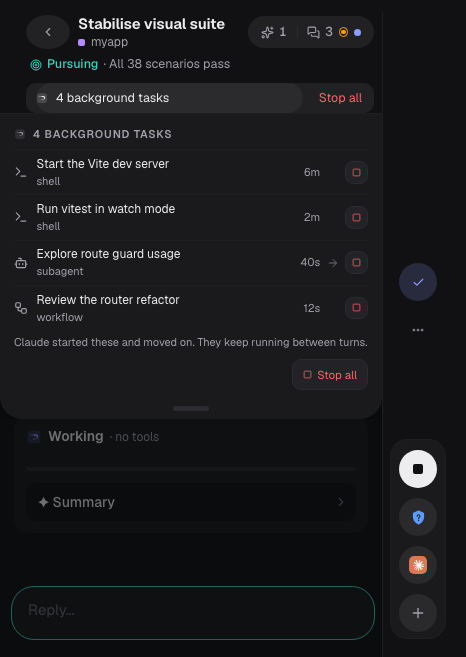 Stabilise visual suite
myapp
1
3
Pursuing · All 38 scenarios pass
4 background tasks
Stop all
4 BACKGROUND TASKS
Start the Vite dev server
shell
6m
Run vitest in watch mode
shell
2m
Explore route guard usage
subagent
40s →
Review the router refactor
workflow
12s
Claude started these and moved on. They keep running between turns.
Stop all
Working · no tools
Summary
Reply...